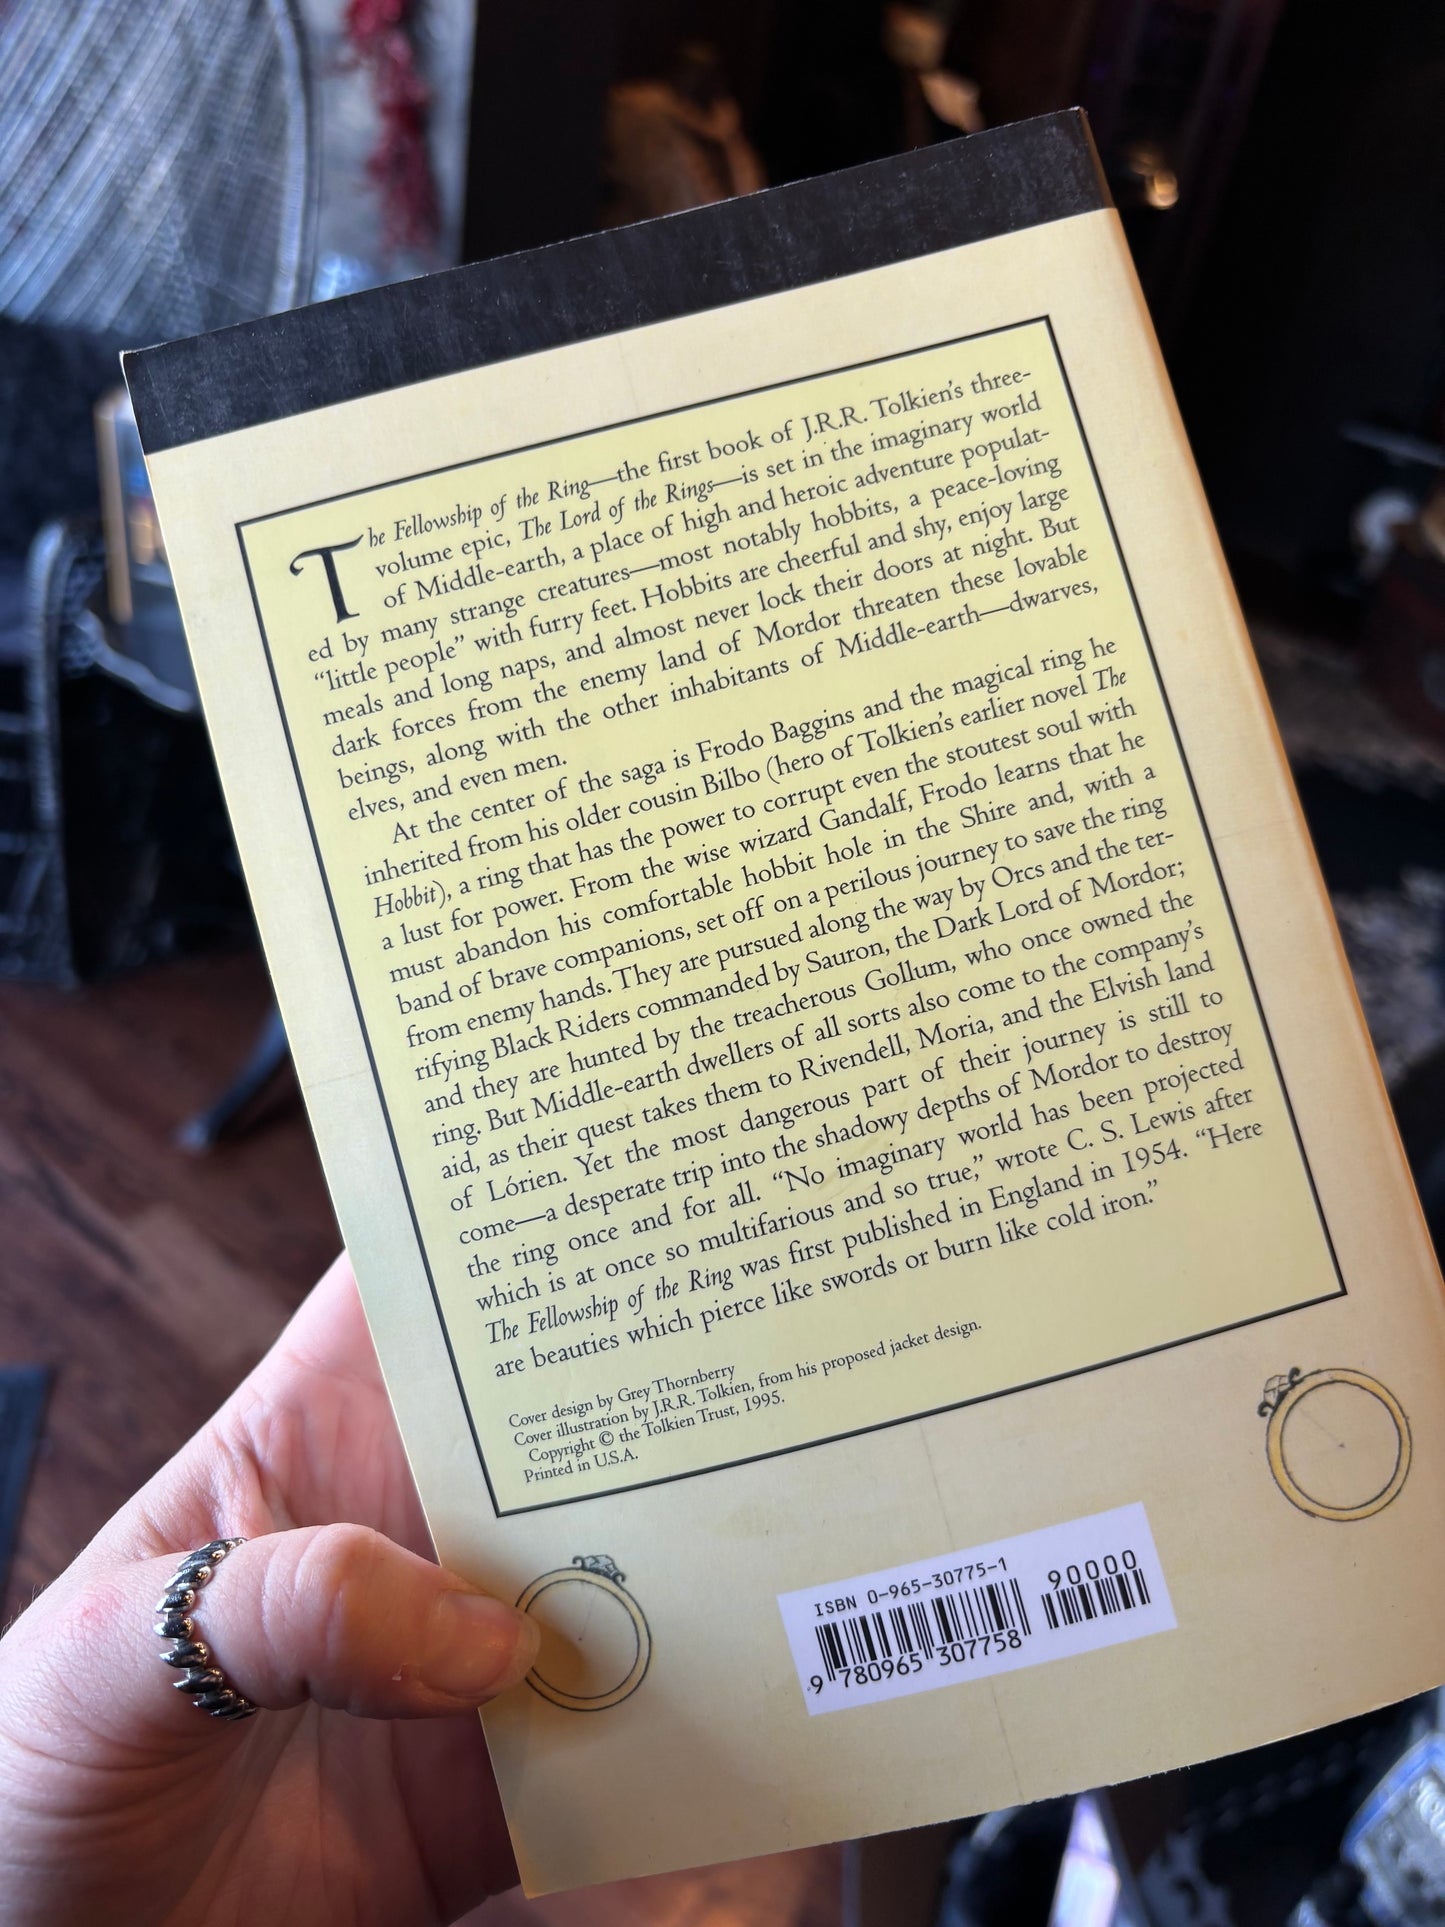 The Fellowship of the Ring—the first book of J.R.R. Tolkien's three-
volume epic, The Lord of the Rings—is set in the imaginary world
of Middle-earth, a place of high and heroic adventure populat-
ed by many strange creatures—most notably hobbits, a peace-loving
“little people” with furry feet. Hobbits are cheerful and shy, enjoy large
meals and long naps, and almost never lock their doors at night. But
dark forces from the enemy land of Mordor threaten these lovable
beings, along with the other inhabitants of Middle-earth—dwarves,
elves, and even men.
At the center of the saga is Frodo Baggins and the magical ring he
inherited from his older cousin Bilbo (hero of Tolkien's earlier novel The
Hobbit), a ring that has the power to corrupt even the stoutest soul with
a lust for power. From the wise wizard Gandalf, Frodo learns that he
must abandon his comfortable hobbit hole in the Shire and, with a
band of brave companions, set off on a perilous journey to save the ring
from enemy hands. They are pursued along the way by Orcs and the ter-
rifying Black Riders commanded by Sauron, the Dark Lord of Mordor;
and they are hunted by the treacherous Gollum, who once owned the
ring. But Middle-earth dwellers of all sorts also come to the company's
aid, as their quest takes them to Rivendell, Moria, and the Elvish land
of Lórien. Yet the most dangerous part of their journey is still to
come—a desperate trip into the shadowy depths of Mordor to destroy
the ring once and for all. “No imaginary world has been projected
which is at once so multifarious and so true,” wrote C. S. Lewis after
The Fellowship of the Ring was first published in England in 1954. “Here
are beauties which pierce like swords or burn like cold iron.”
Cover design by Grey Thornberry
Cover illustration by J.R.R. Tolkien, from his proposed jacket design.
Copyright © the Tolkien Trust, 1995.
Printed in U.S.A.
ISBN 0-965-30775-1
90000
9 780965 307758